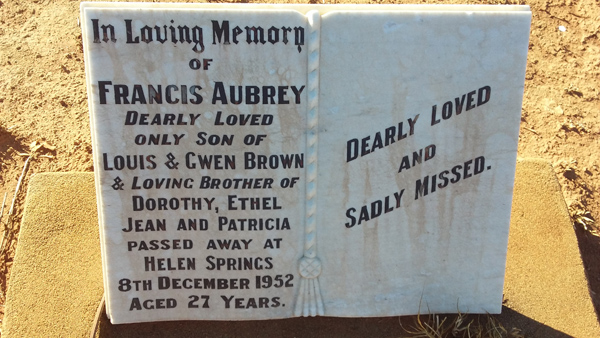 In Loving Memory
OF
FRANCIS AUBREY
DEARLY LOVED
ONLY SON OF
LOUIS & GWEN BROWN
& LOVING BROTHER OF
DOROTHY, ETHEL
JEAN AND PATRICIA
PASSED AWAY AT
HELEN SPRINGS
8TH DECEMBER 1952
AGED 27 YEARS.
DEARLY LOVED
AND
SADLY MISSED.